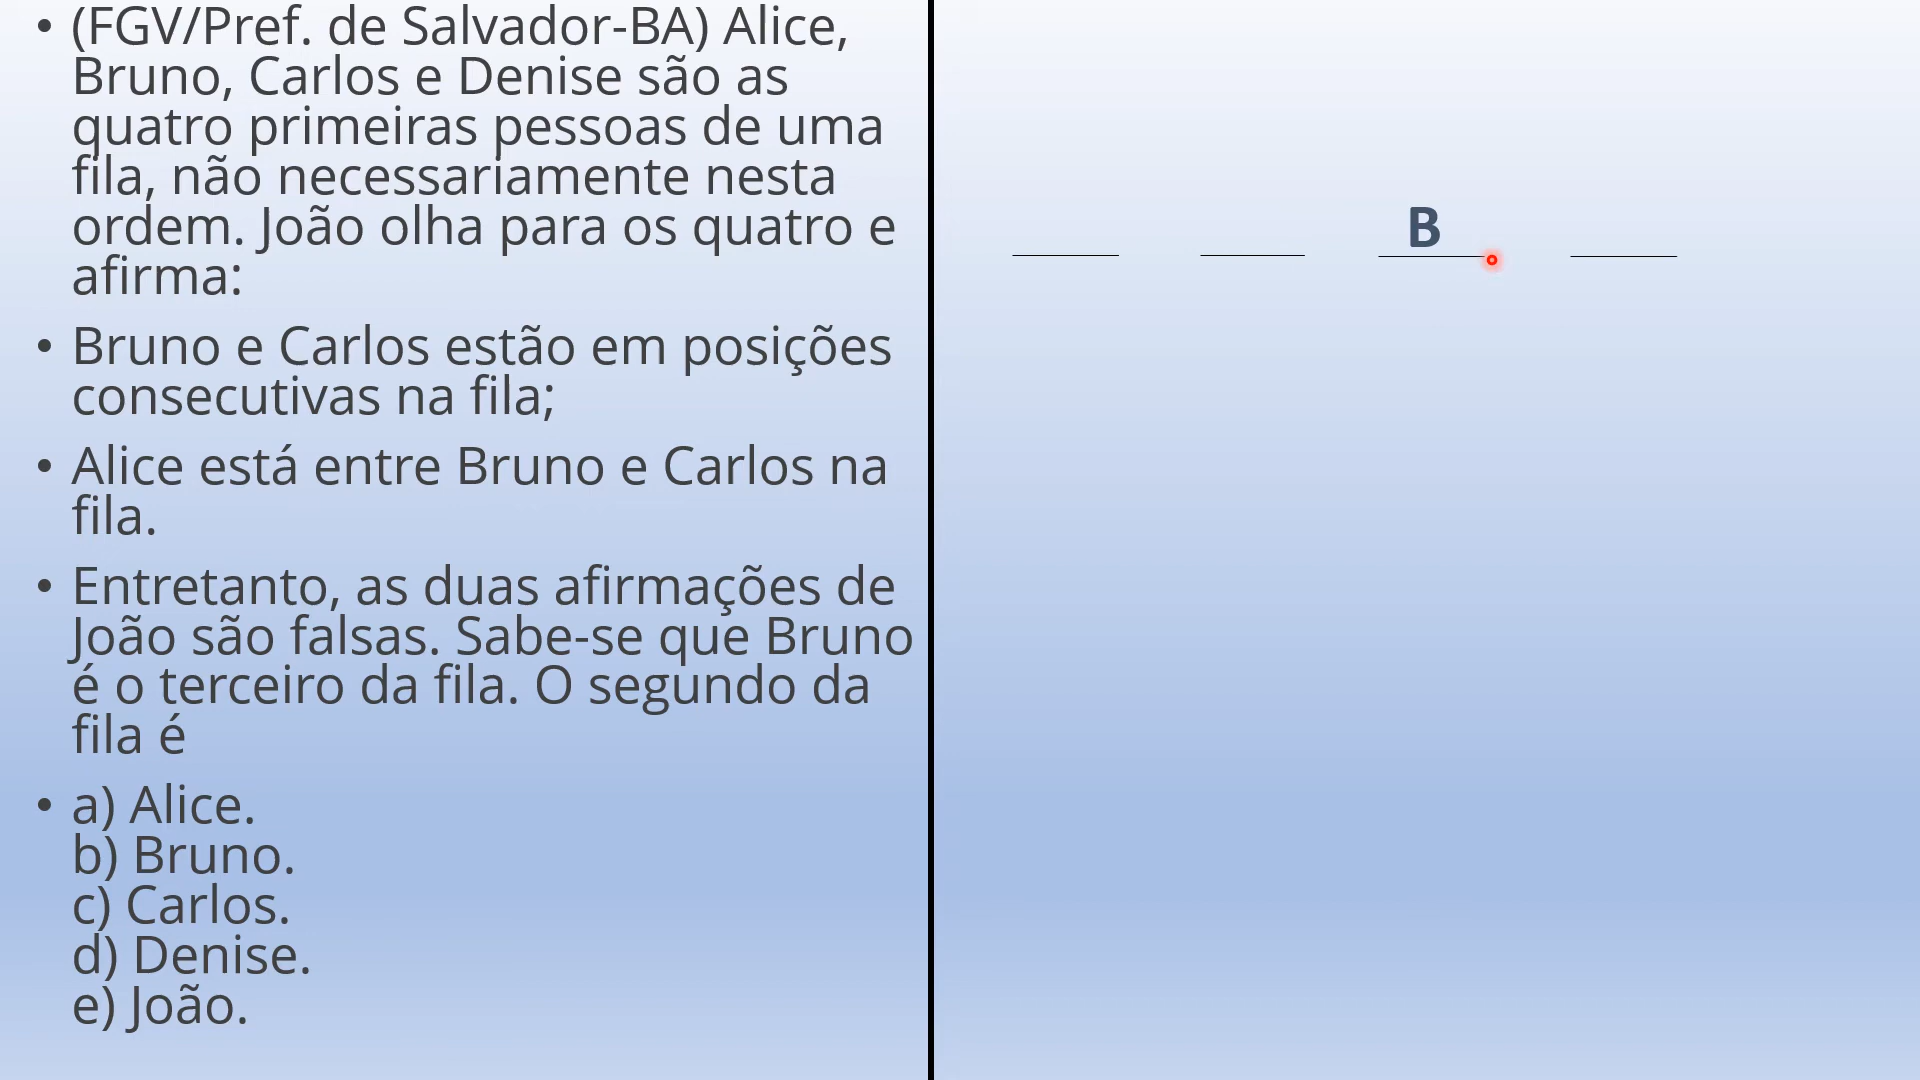 • (FGV/Pref. de Salvador-BA) Alice,
Bruno, Carlos e Denise são as
quatro primeiras pessoas de uma
fila, não necessariamente nesta
ordem. João olha para os quatro e
afirma:
• Bruno e Carlos estão em posições
consecutivas na fila;
• Alice está entre Bruno e Carlos na
fila.
• Entretanto, as duas afirmações de
João são falsas. Sabe-se que Bruno
é o terceiro da fila. O segundo da
fila é
• a) Alice.
b) Bruno.
c) Carlos.
d) Denise.
e) João.
B